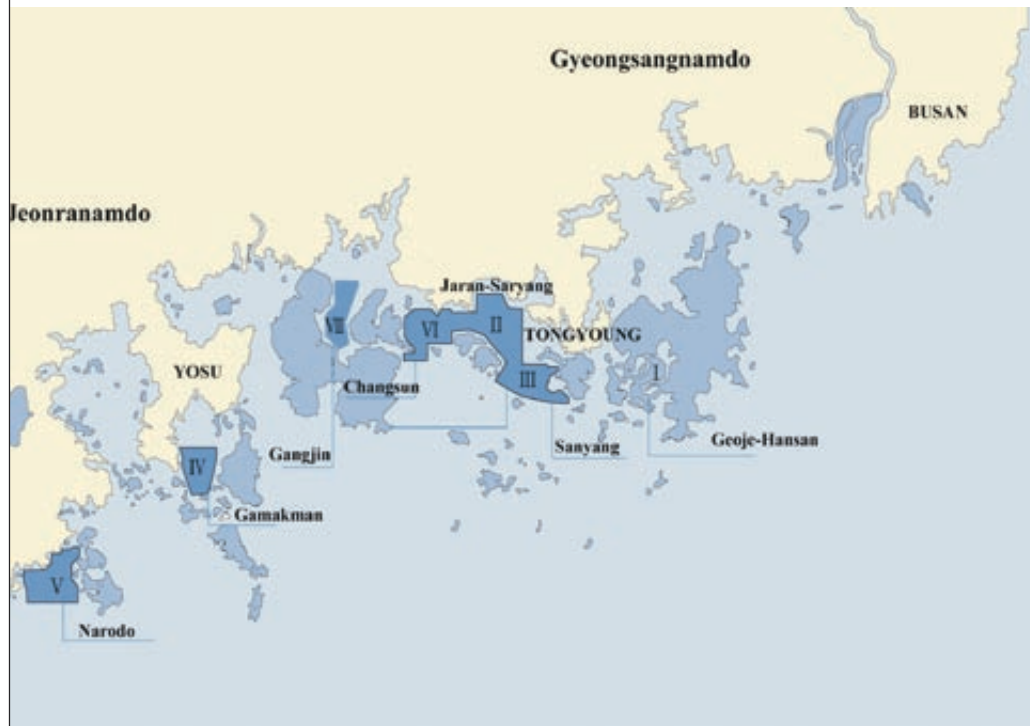 Gyeongsangnamdo
BUSAN
Jeonranamdo
Jaran-Saryang
VII
VI
II
TONGYOUNG
YOSU
III
I
Changsun
Geoje-Hansan
Gangjin
Sanyang
IV
Gamakman
V
Narodo